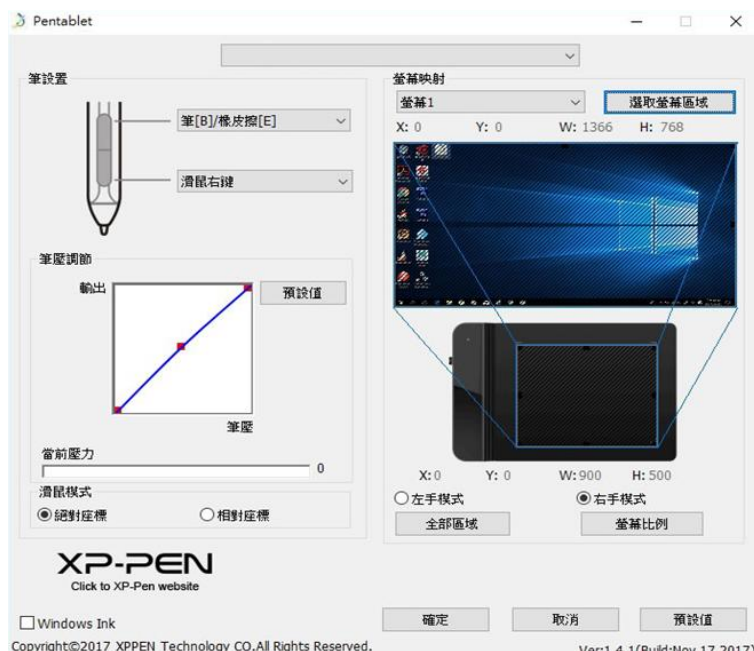 Pentablet
筆設置
筆[B]/橡皮擦[E]
滑鼠右鍵
筆壓調節
輸出
預設值
筆壓
當前壓力
0
滑鼠模式
絕對座標
相對座標
螢幕映射
螢幕1
選取螢幕區域
X: 0 Y: 0 W: 1366 H: 768
X: 0 Y: 0 W: 900 H: 500
左手模式
右手模式
全部區域
螢幕比例
XP-PEN
Click to XP-Pen website
Windows Ink
確定
取消
預設值
Copyright©2017 XPPEN Technology CO.All Rights Reserved.
Ver:1.4.1(Build:Nov 17 2017)